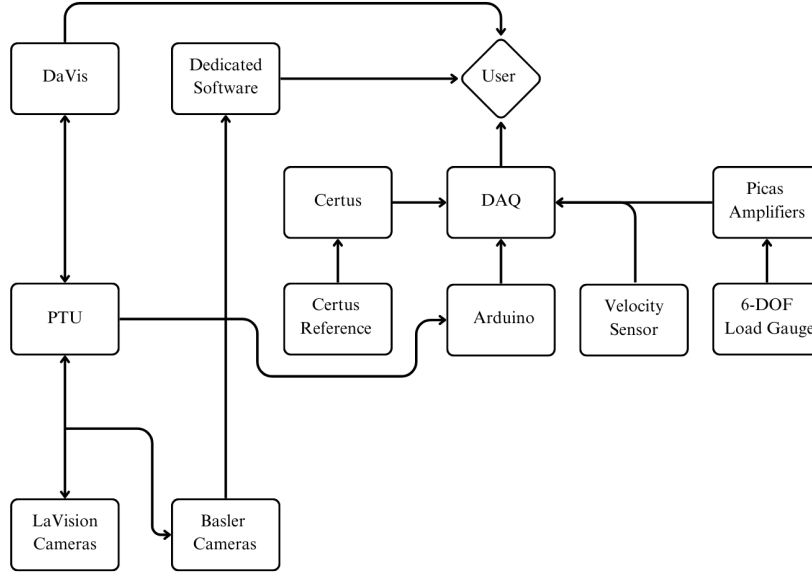 DaVis
Dedicated
Software
User
Certus
DAQ
Picas
Amplifiers
PTU
Certus
Reference
Arduino
Velocity
Sensor
6-DOF
Load Gauge
LaVision
Cameras
Basler
Cameras